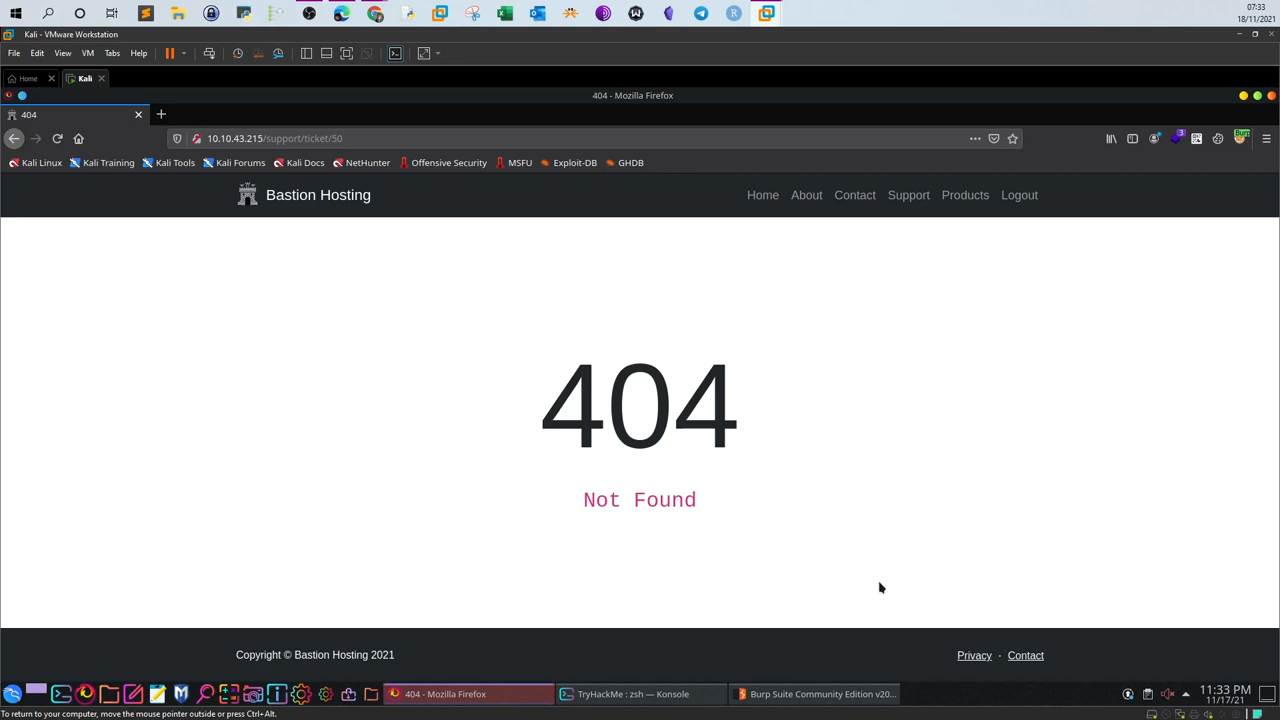 07:33
18/11/2021
Kali - VMware Workstation
File Edit View VM Tabs Help
Home Kali
404 - Mozilla Firefox
404
10.10.43.215/support/ticket/50
3
Burp
Kali Linux Kali Training Kali Tools Kali Forums Kali Docs NetHunter Offensive Security MSFU Exploit-DB GHDB
Bastion Hosting
Home About Contact Support Products Logout
404
Not Found
Copyright © Bastion Hosting 2021
Privacy - Contact
404 - Mozilla Firefox
TryHackMe : zsh — Konsole
Burp Suite Community Edition v20...
11:33 PM
11/17/21
To return to your computer, move the mouse pointer outside or press Ctrl+Alt.